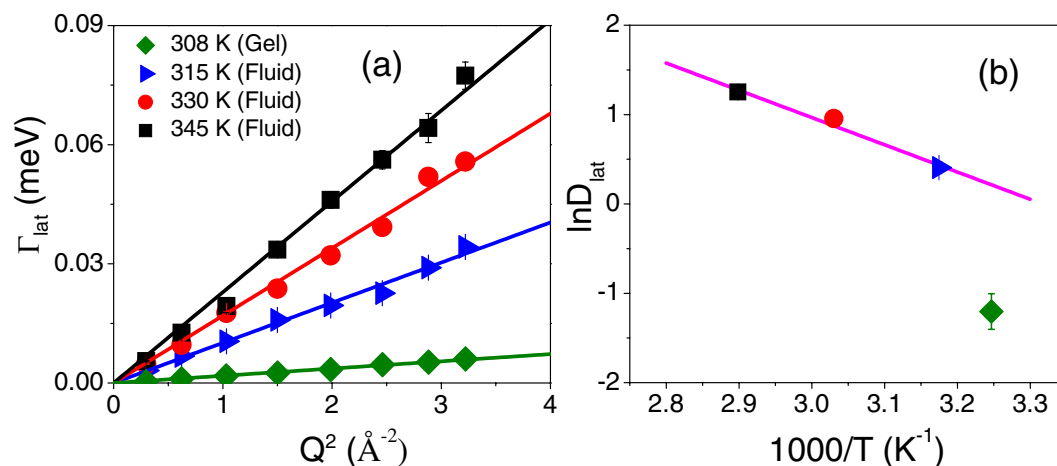 (a)
308 K (Gel)
315 K (Fluid)
330 K (Fluid)
345 K (Fluid)
Γlat (meV)
0.09
0.06
0.03
0.00
0 1 2 3 4
Q² (Å⁻²)
(b)
lnDlat
2
1
0
-1
-2
2.8 2.9 3.0 3.1 3.2 3.3
1000/T (K⁻¹)